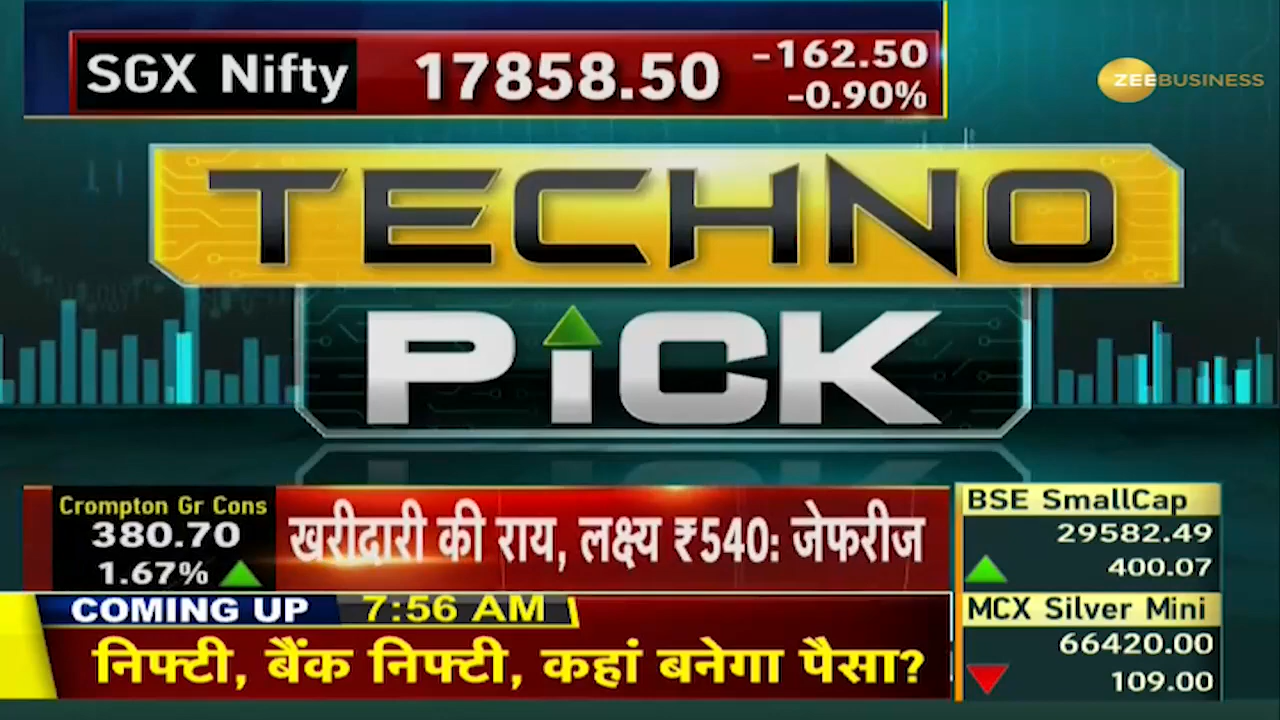 SGX Nifty
17858.50
-162.50
-0.90%
ZEEBUSINESS
TECHNO
PiCK
Crompton Gr Cons
380.70
1.67%
खरीदारी की राय, लक्ष्य ₹540: जेफरीज
BSE SmallCap
29582.49
400.07
COMING UP
7:56 AM
निफ्टी, बैंक निफ्टी, कहां बनेगा पैसा?
MCX Silver Mini
66420.00
109.00